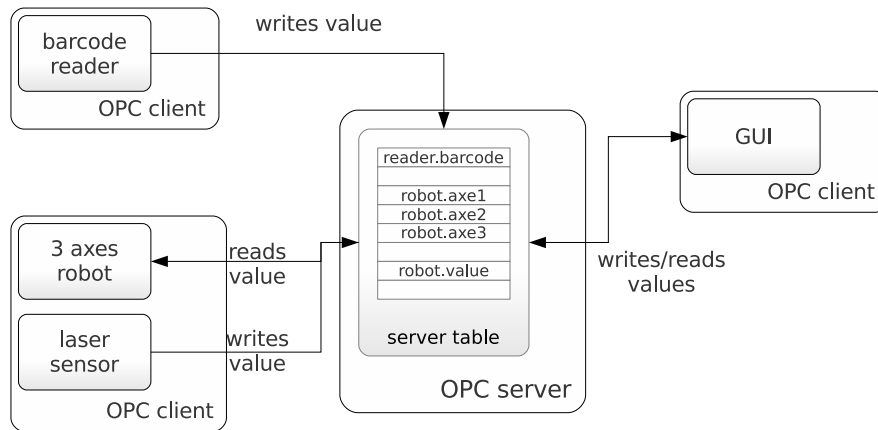 writes value
barcode
reader
OPC client
reader.barcode
robot.axe1
robot.axe2
robot.axe3
robot.value
server table
OPC server
GUI
OPC client
writes/reads
values
3 axes
robot
reads
value
laser
sensor
writes
value
OPC client